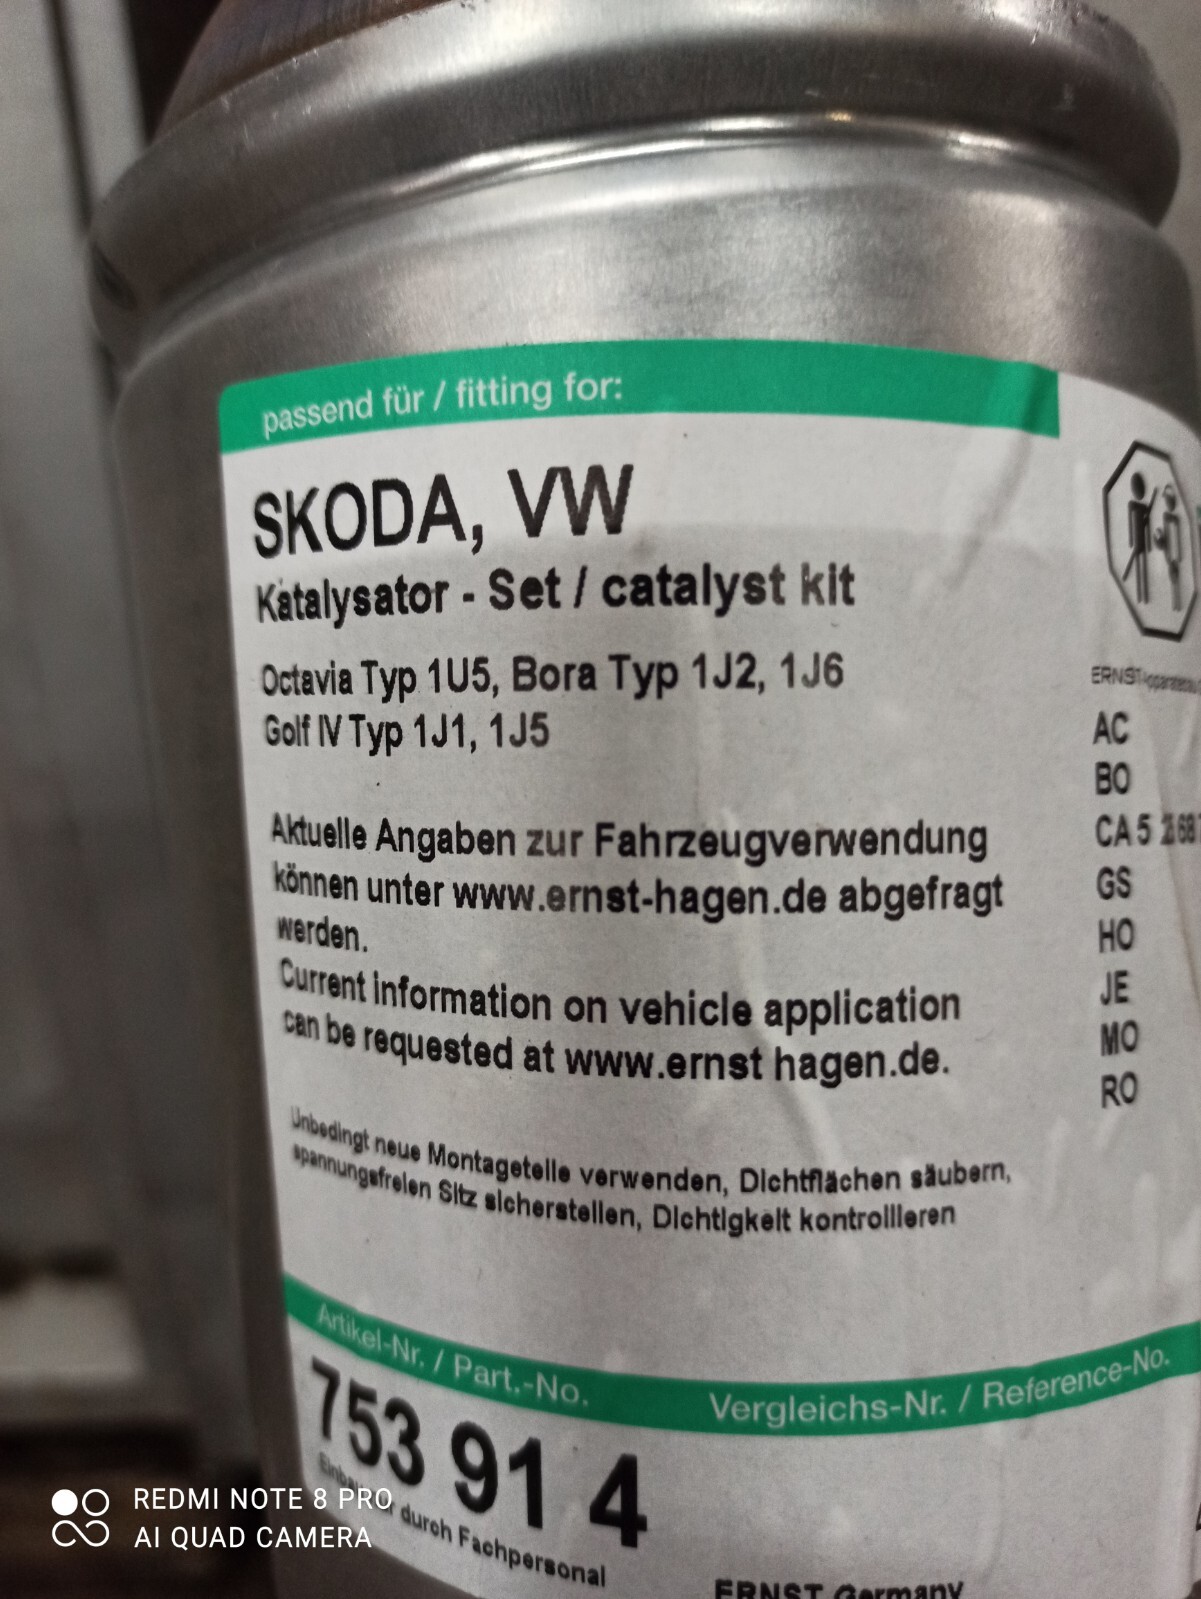 passend für / fitting for:
SKODA, VW
Katalysator - Set / catalyst kit
Octavia Typ 1U5, Bora Typ 1J2, 1J6
Golf IV Typ 1J1, 1J5
Aktuelle Angaben zur Fahrzeugverwendung
können unter www.ernst-hagen.de abgefragt
werden.
Current information on vehicle application
can be requested at www.ernst hagen.de.
Unbedingt neue Montageteile verwenden, Dichtflächen säubern,
spannungsfreien Sitz sicherstellen, Dichtigkeit kontrollieren
ERNST
AC
BO
CA 5
GS
HO
JE
MO
RO
Artikel-Nr. / Part.-No.
Vergleichs-Nr. / Reference-No.
753 91 4
durch Fachpersonal
ERNST Germany
REDMI NOTE 8 PRO
AI QUAD CAMERA